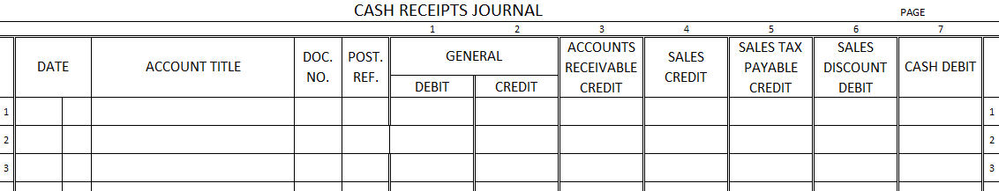 CASH RECEIPTS JOURNAL
PAGE
1 2 3 4 5 6 7
DATE
ACCOUNT TITLE
DOC.
NO.
POST.
REF.
GENERAL
DEBIT
CREDIT
ACCOUNTS
RECEIVABLE
CREDIT
SALES
CREDIT
SALES TAX
PAYABLE
CREDIT
SALES
DISCOUNT
DEBIT
CASH DEBIT
1 1
2 2
3 3